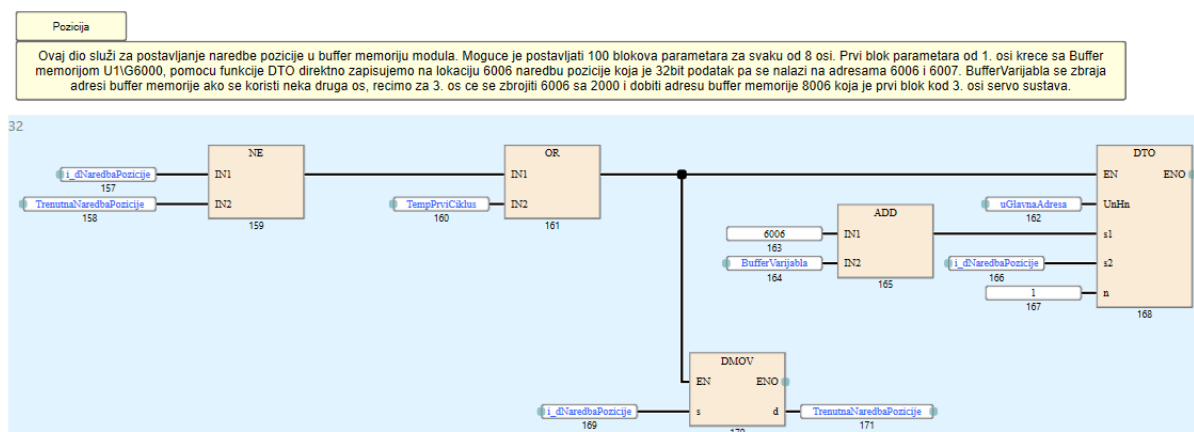 Pozicija
Ovaj dio služi za postavljanje naredbe pozicije u buffer memoriju modula. Moguce je postavljati 100 blokova parametara za svaku od 8 osi. Prvi blok parametara od 1. osi krece sa Buffer
memorijom U1\G6000, pomocu funkcije DTO direktno zapisujemo na lokaciju 6006 naredbu pozicije koja je 32bit podatak pa se nalazi na adresama 6006 i 6007. BufferVarijabla se zbraja
adresi buffer memorije ako se koristi neka druga os, recimo za 3. os ce se zbrojiti 6006 sa 2000 i dobiti adresu buffer memorije 8006 koja je prvi blok kod 3. osi servo sustava.
32
NE
OR
DTO
i_dNaredbaPozicije
IN1
IN1
EN
ENO
157
TrenutnaNaredbaPozicije
IN2
TempPrviCiklus
IN2
uGlavnaAdresa
UnHn
158
159
160
161
162
ADD
6006
IN1
s1
163
BufferVarijabla
IN2
i_dNaredbaPozicije
s2
164
165
166
1
n
167
168
DMOV
EN
ENO
i_dNaredbaPozicije
s
d
TrenutnaNaredbaPozicije
169
170
171